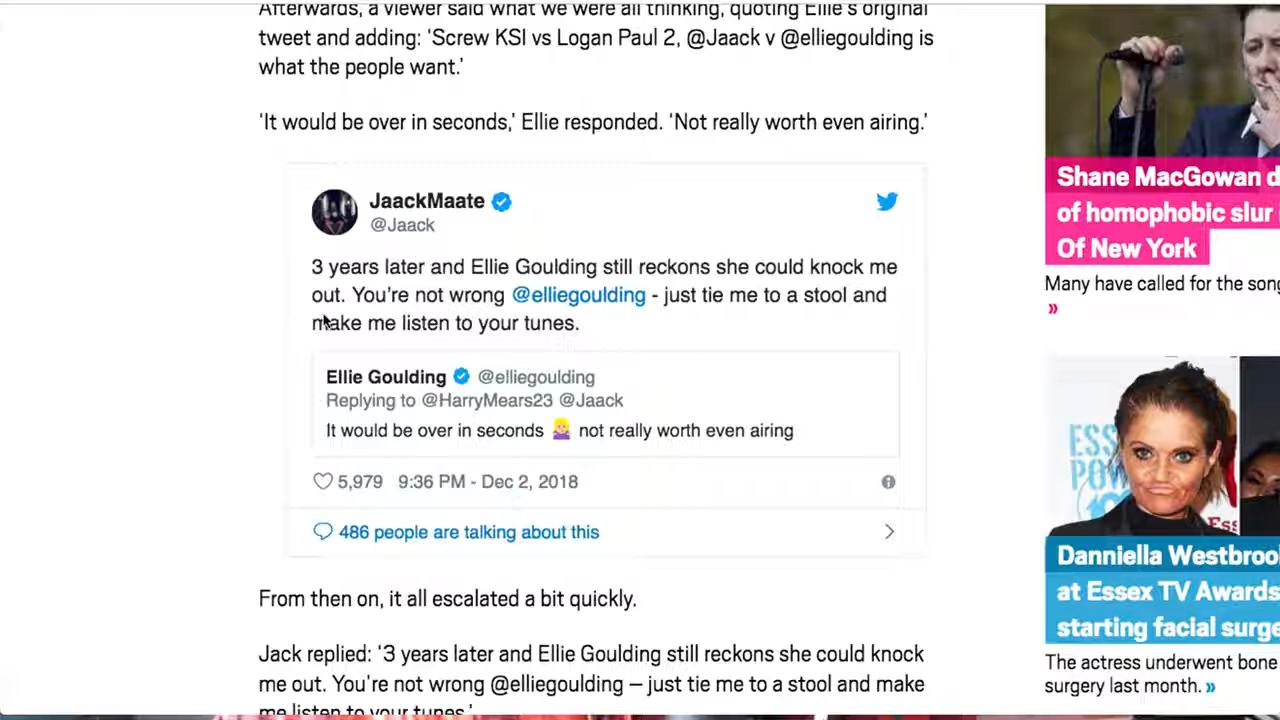 Afterwards, a viewer said what we were all thinking, quoting Ellie's original
tweet and adding: ‘Screw KSI vs Logan Paul 2, @Jaack v @elliegoulding is
what the people want.’
‘It would be over in seconds,’ Ellie responded. ‘Not really worth even airing.’
JaackMaate
@Jaack
3 years later and Ellie Goulding still reckons she could knock me
out. You're not wrong @elliegoulding - just tie me to a stool and
make me listen to your tunes.
Ellie Goulding @elliegoulding
Replying to @HarryMears23 @Jaack
It would be over in seconds 🤷🏼‍♀️ not really worth even airing
5,979 9:36 PM - Dec 2, 2018
486 people are talking about this
From then on, it all escalated a bit quickly.
Jack replied: ‘3 years later and Ellie Goulding still reckons she could knock
me out. You're not wrong @elliegoulding – just tie me to a stool and make
me listen to your tunes.’
Shane MacGowan d
of homophobic slur
Of New York
Many have called for the song
»
ESS
PO
Ess
Danniella Westbroo
at Essex TV Awards
starting facial surge
The actress underwent bone
surgery last month. »